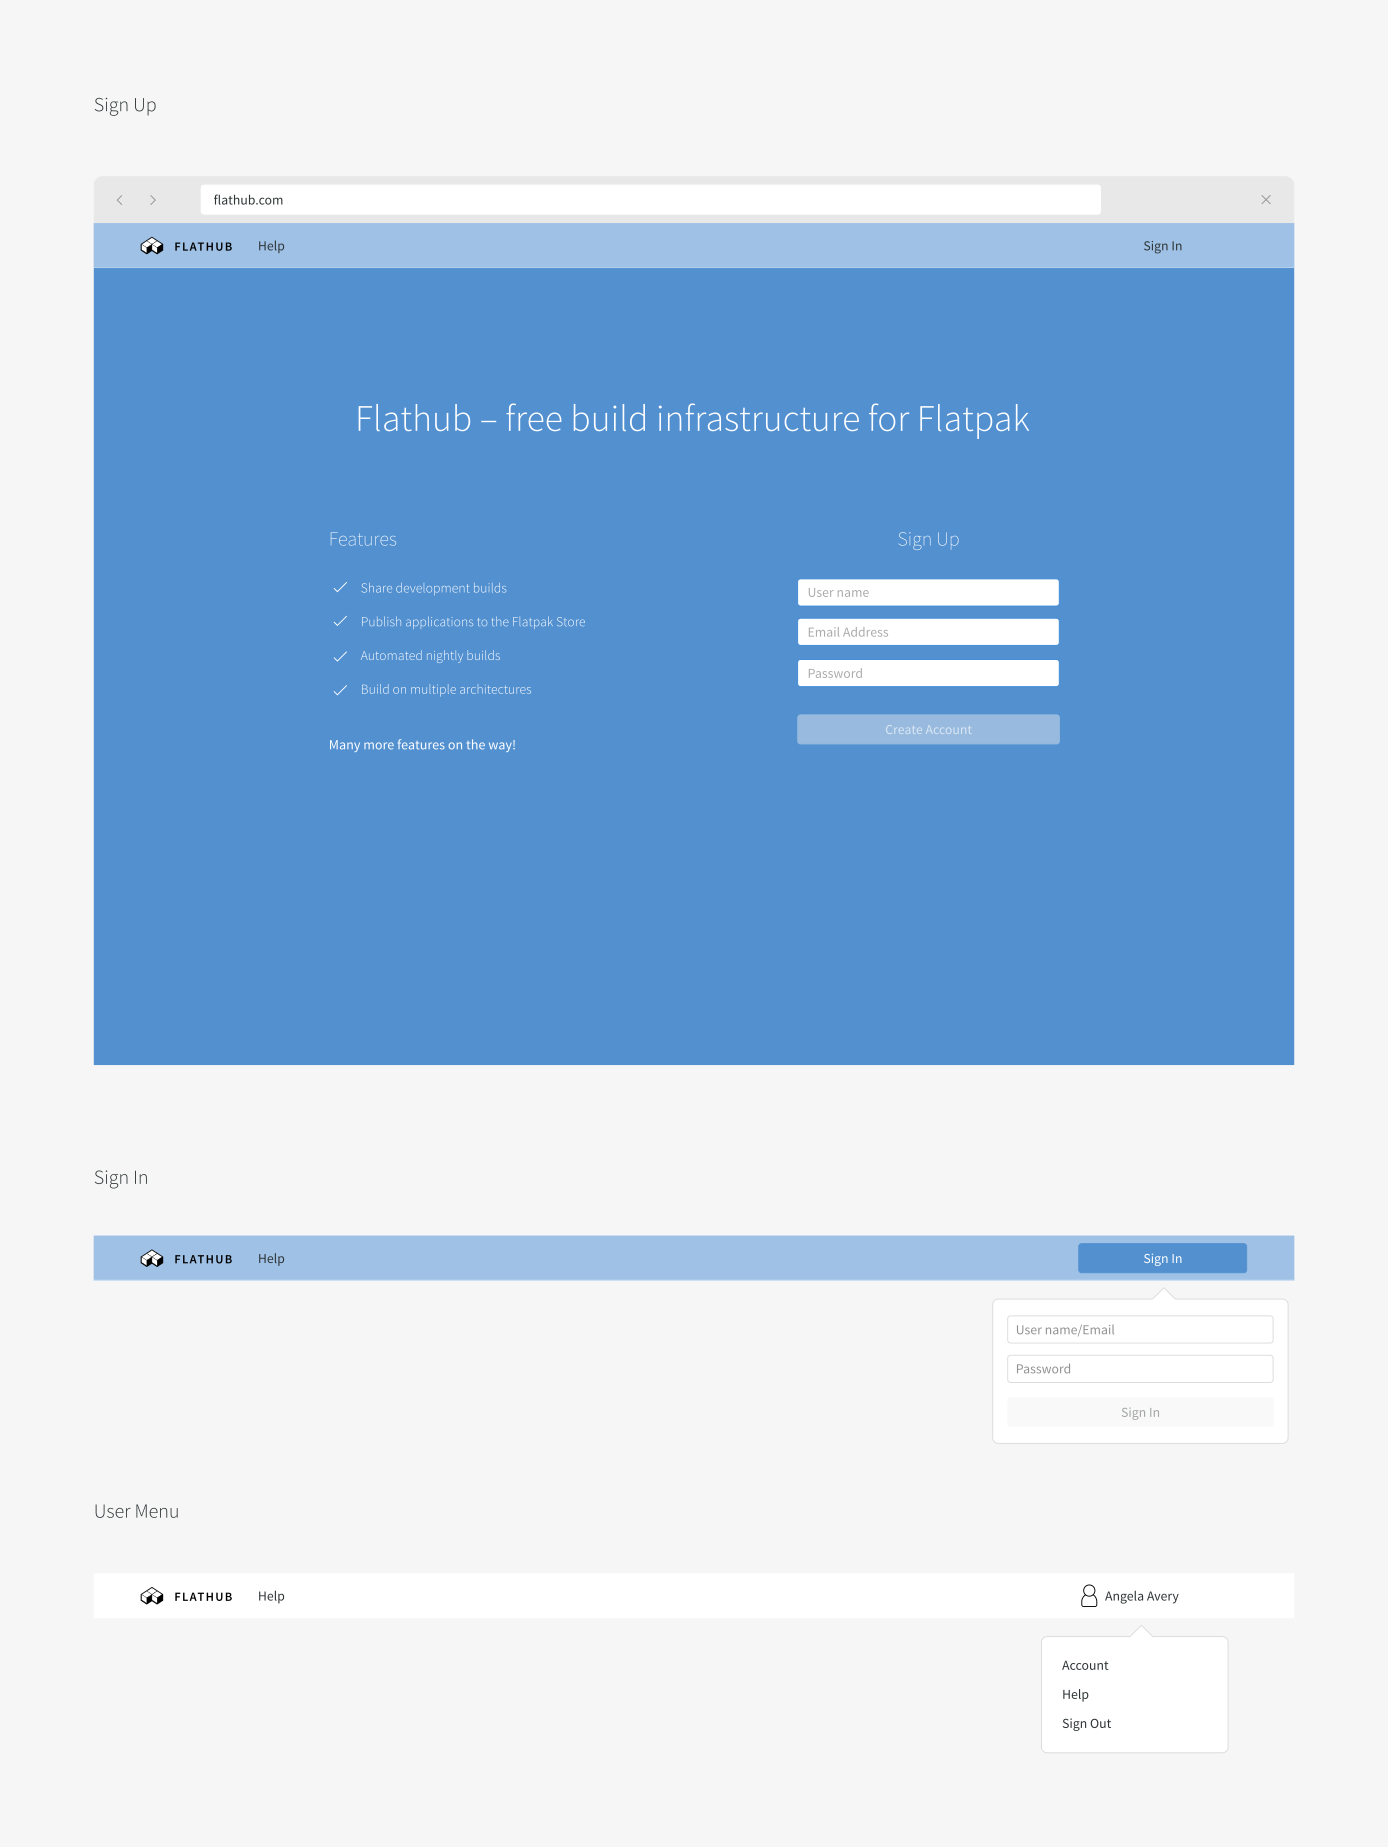 Sign Up
flathub.com
FLATHUB Help Sign In
Flathub – free build infrastructure for Flatpak
Features
Share development builds
Publish applications to the Flatpak Store
Automated nightly builds
Build on multiple architectures
Many more features on the way!
Sign Up
User name
Email Address
Password
Create Account
Sign In
FLATHUB Help Sign In
User name/Email
Password
Sign In
User Menu
FLATHUB Help Angela Avery
Account
Help
Sign Out